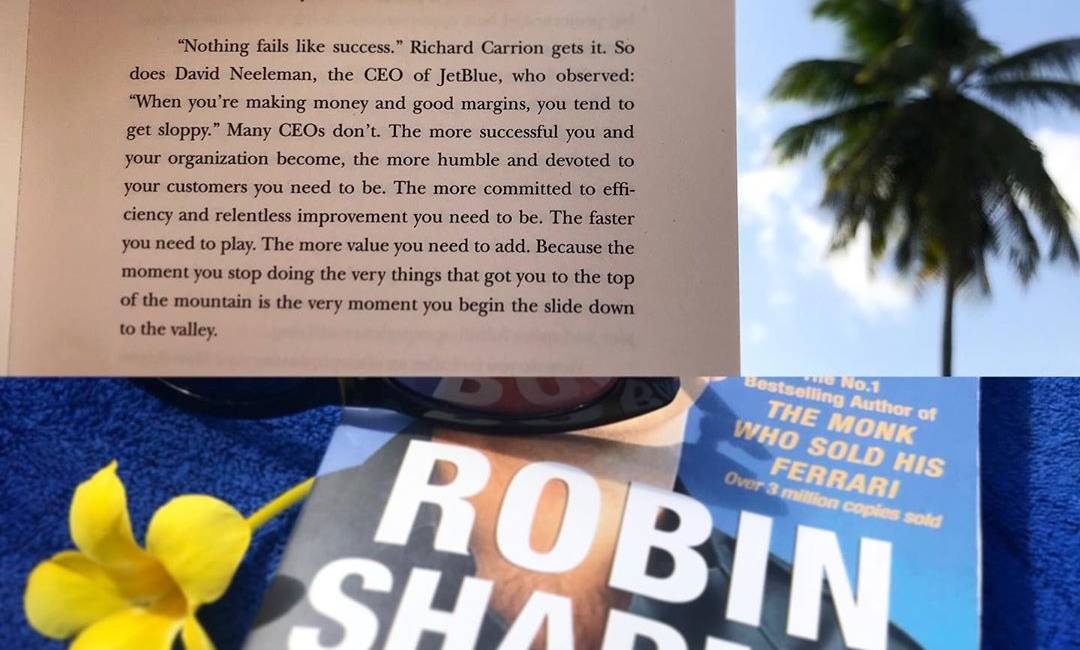 “Nothing fails like success.” Richard Carrion gets it. So
does David Neeleman, the CEO of JetBlue, who observed:
“When you’re making money and good margins, you tend to
get sloppy.” Many CEOs don’t. The more successful you and
your organization become, the more humble and devoted to
your customers you need to be. The more committed to effi-
ciency and relentless improvement you need to be. The faster
you need to play. The more value you need to add. Because the
moment you stop doing the very things that got you to the top
of the mountain is the very moment you begin the slide down
to the valley.
The No.1
Bestselling Author of
THE MONK
WHO SOLD HIS
FERRARI
Over 3 million copies sold
ROBIN